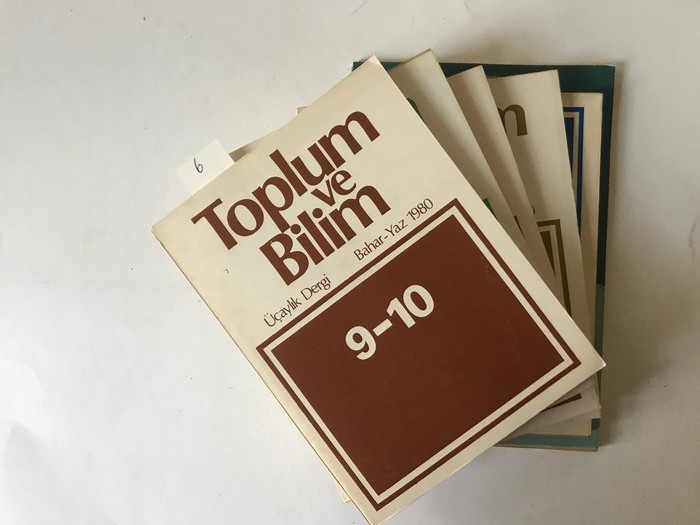 6
Toplum
ve
Bilim
Üçaylık Dergi Bahar-Yaz 1980
9-10
m